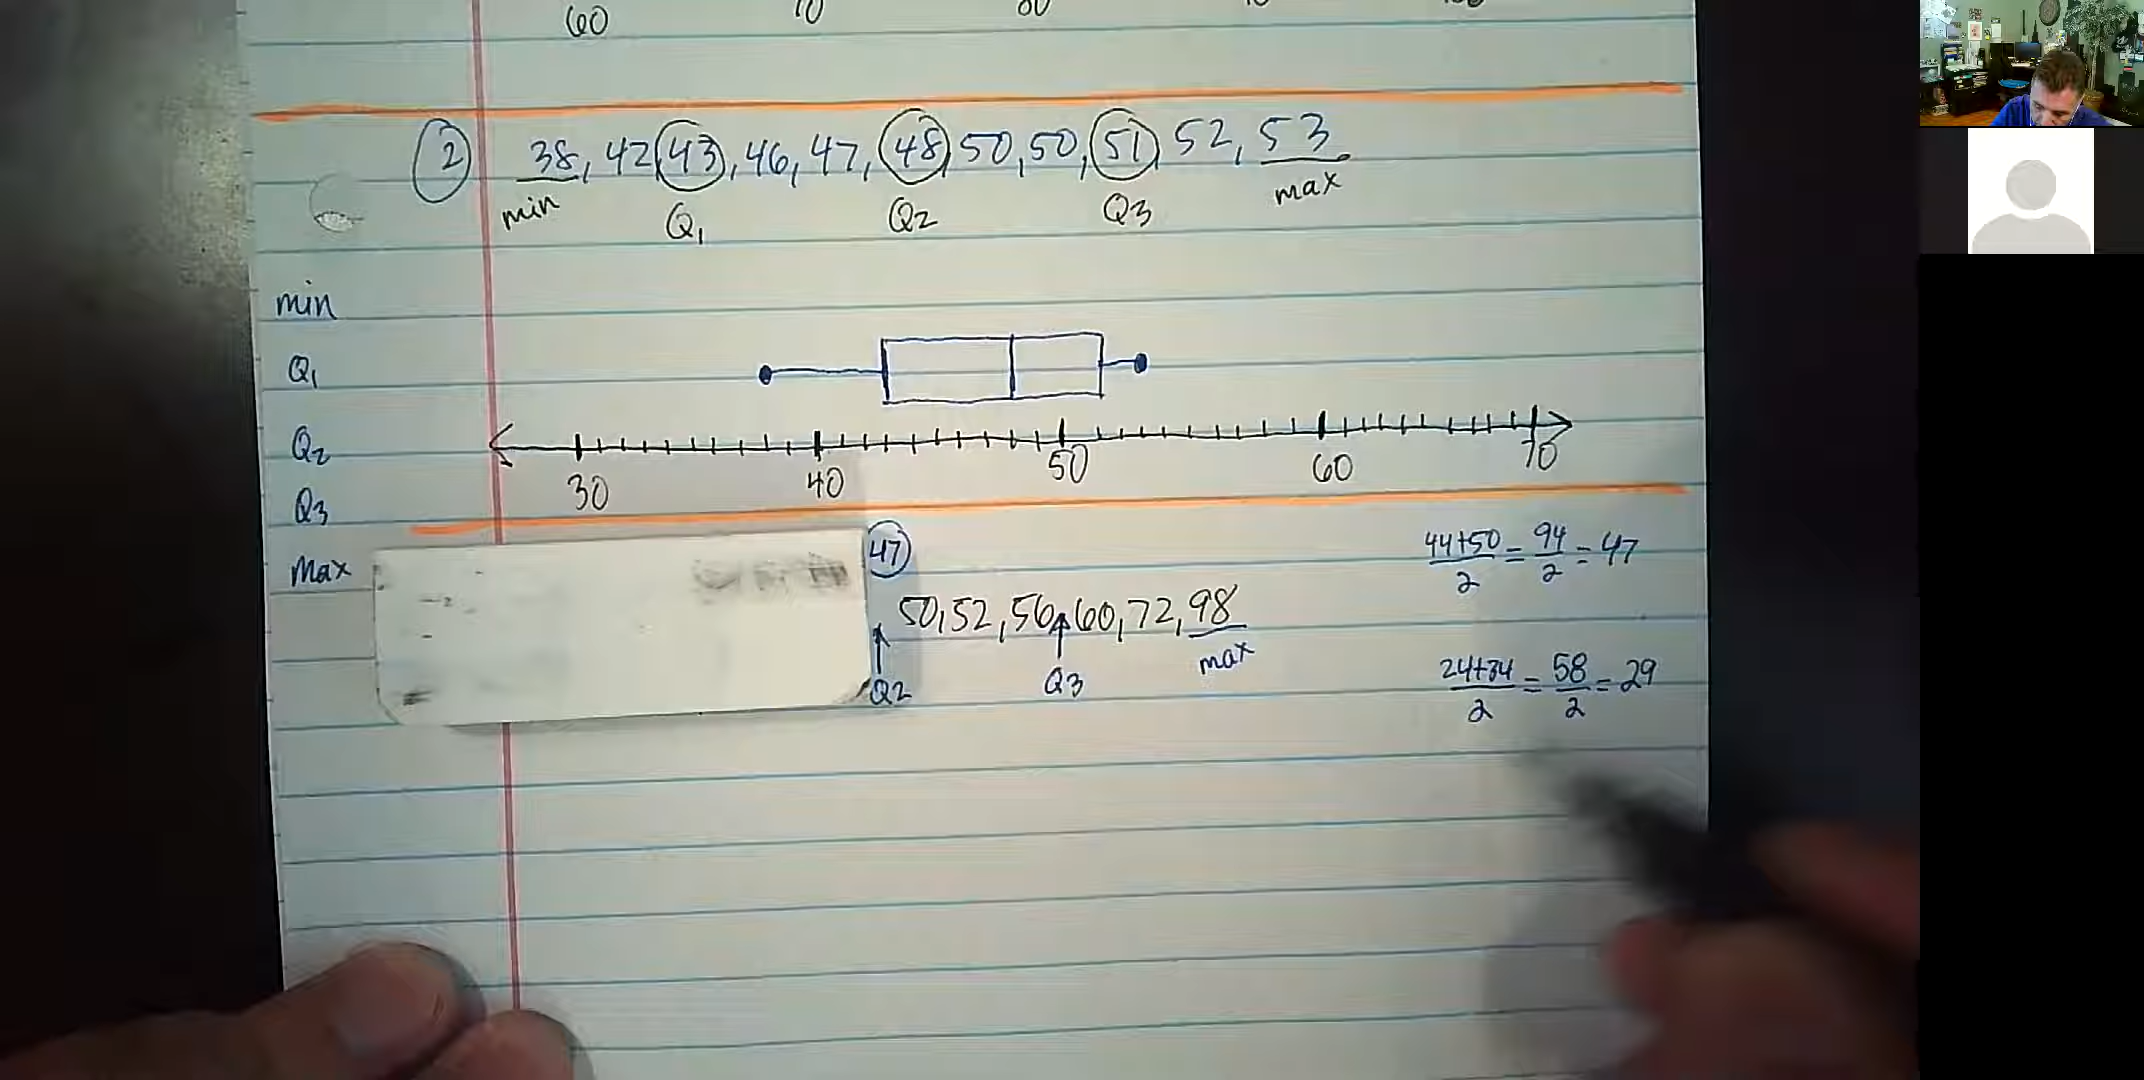 60
② 38, 42, 43, 46, 47, 48, 50, 50, 51, 52, 53
min Q1 Q2 Q3 max
min
Q1
Q2
Q3
max
30 40 50 60 70
47
50, 52, 56, 60, 72, 98
Q2 Q3 max
44+50/2 = 94/2 = 47
24+34/2 = 58/2 = 29